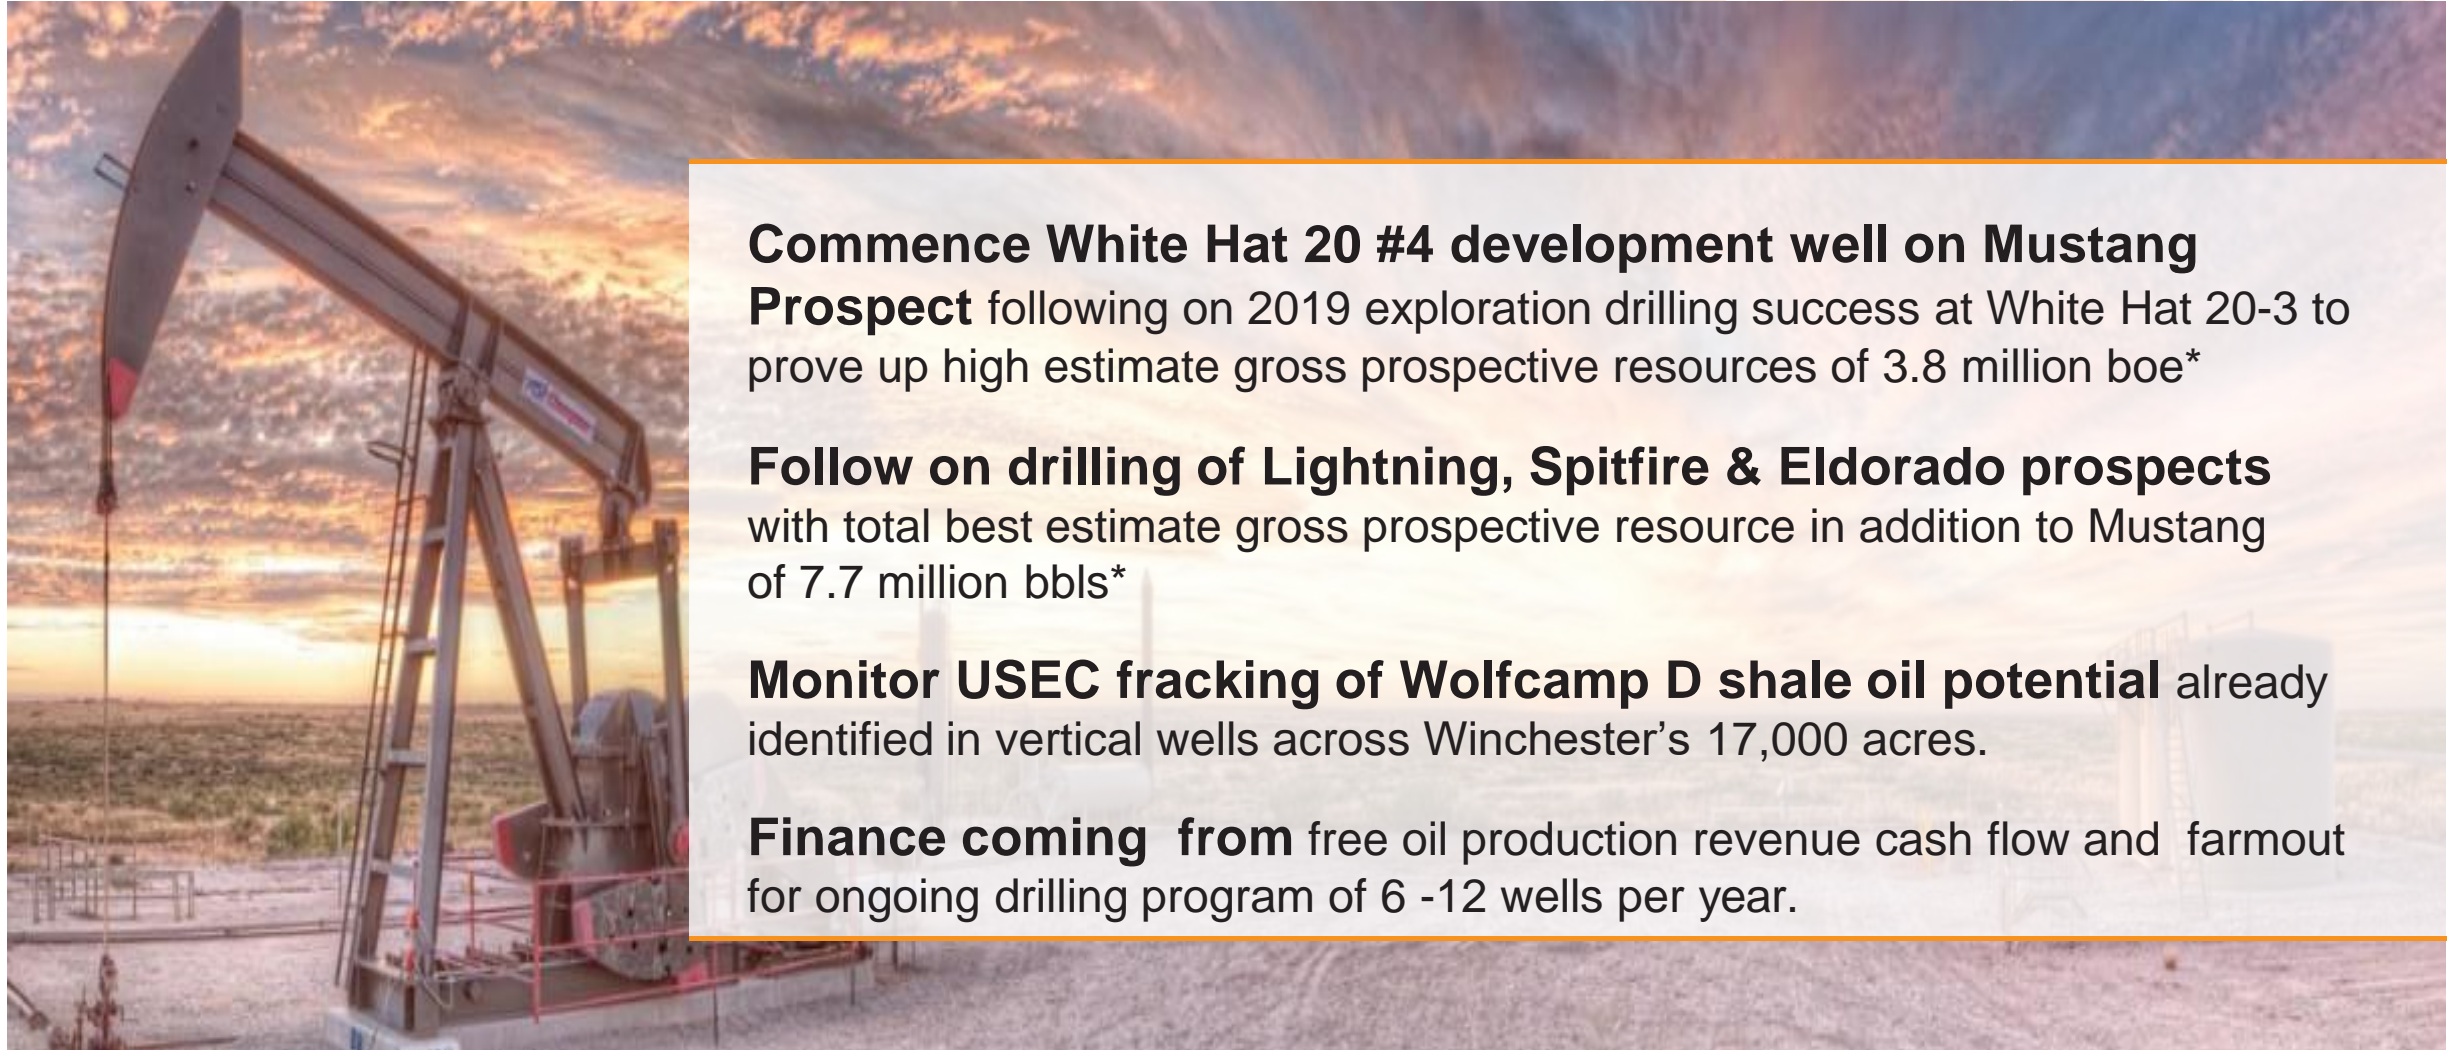 Commence White Hat 20 #4 development well on Mustang
Prospect following on 2019 exploration drilling success at White Hat 20-3 to
prove up high estimate gross prospective resources of 3.8 million boe*
Follow on drilling of Lightning, Spitfire & Eldorado prospects
with total best estimate gross prospective resource in addition to Mustang
of 7.7 million bbls*
Monitor USEC fracking of Wolfcamp D shale oil potential already
identified in vertical wells across Winchester’s 17,000 acres.
Finance coming  from free oil production revenue cash flow and  farmout
for ongoing drilling program of 6 -12 wells per year.